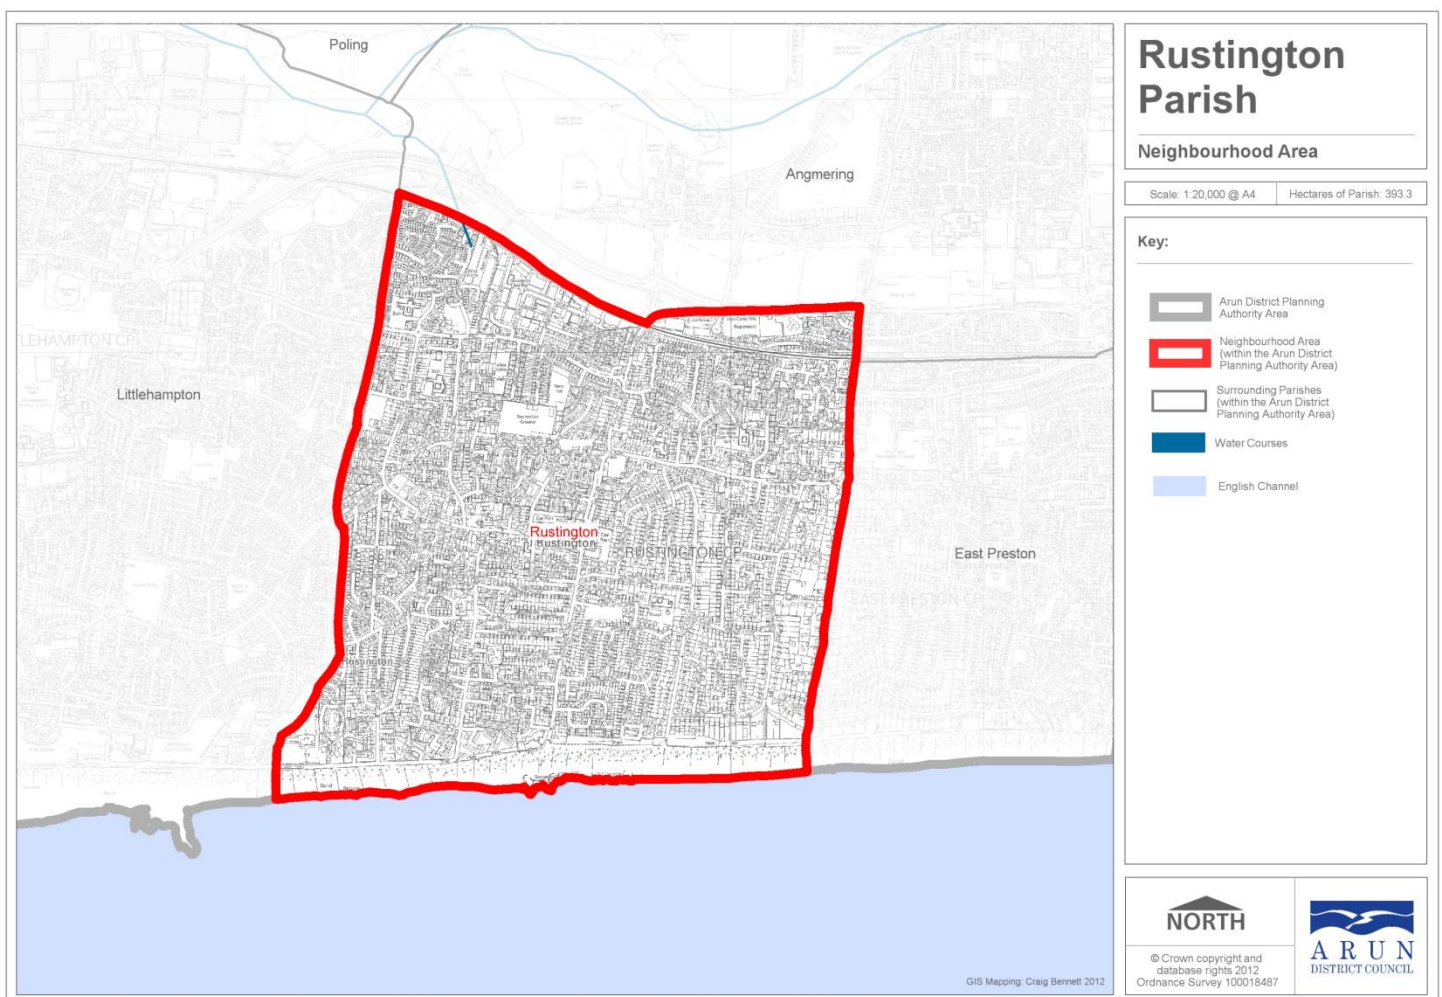 Poling
Angmering
LEHAMPTON CP
Littlehampton
Recreation
Ground
Rustington
Rustington
RUSTINGTON CP
East Preston
EAST PRESTON
Rustington
Sand
GIS Mapping: Craig Bennett 2012
Rustington
Parish
Neighbourhood Area
Scale: 1:20,000 @ A4
Hectares of Parish: 393.3
Key:
Arun District Planning
Authority Area
Neighbourhood Area
(within the Arun District
Planning Authority Area)
Surrounding Parishes
(within the Arun District
Planning Authority Area)
Water Courses
English Channel
NORTH
© Crown copyright and
database rights 2012
Ordnance Survey 100018487
ARUN
DISTRICT COUNCIL